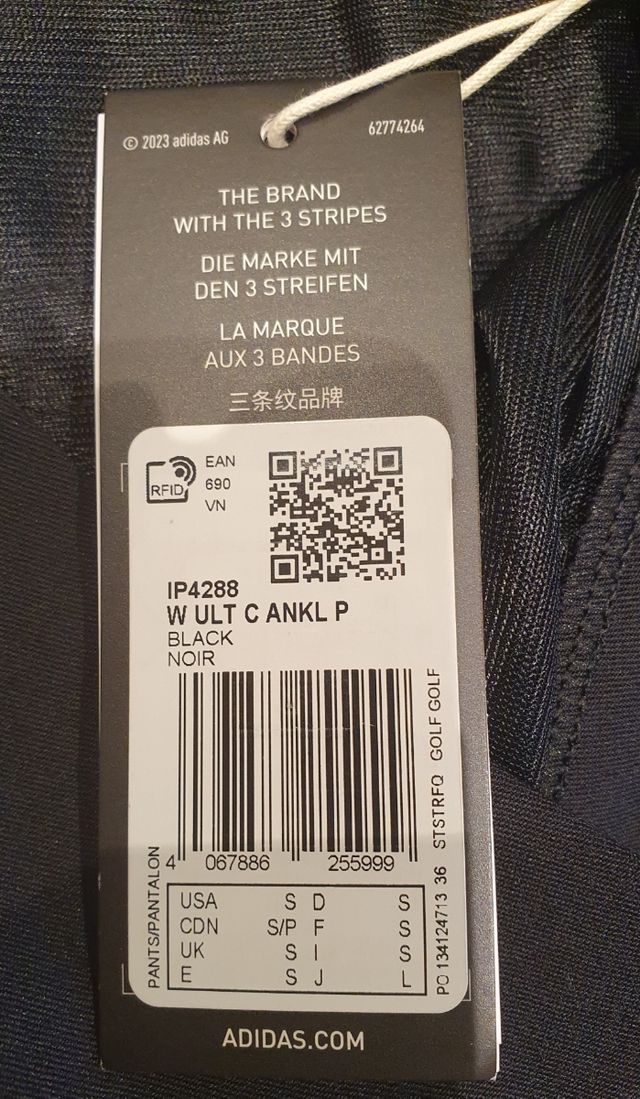 © 2023 adidas AG
62774264
THE BRAND
WITH THE 3 STRIPES
DIE MARKE MIT
DEN 3 STREIFEN
LA MARQUE
AUX 3 BANDES
三条纹品牌
RFID
EAN
690
VN
IP4288
W ULT C ANKL P
BLACK
NOIR
4 067886 255999
PANTS/PANTALON
PO 134124713 36 STSTRFQ GOLF GOLF
USA S D S
CDN S/P F S
UK S I S
E S J L
ADIDAS.COM